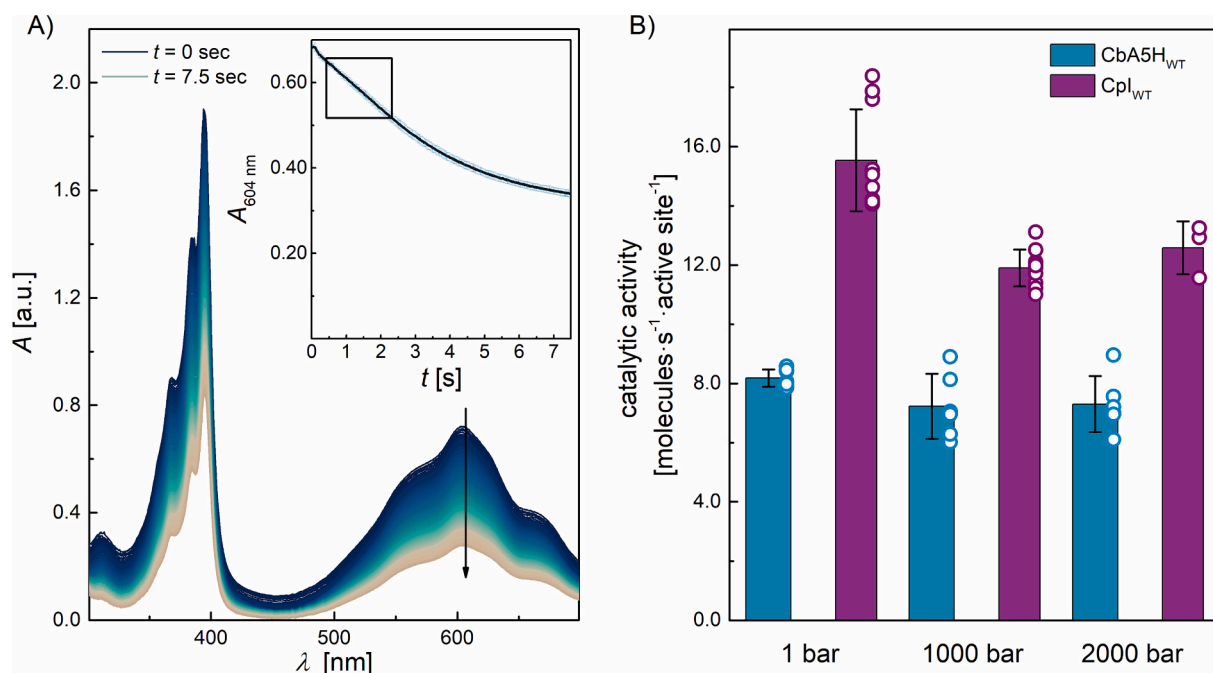 A)
t = 0 sec
t = 7.5 sec
A [a.u.]
2.0
1.6
1.2
0.8
0.4
0.0
400
500
600
λ [nm]
A604 nm
0.60
0.40
0.20
0 1 2 3 4 5 6 7
t [s]
B)
CbA5HWT
CpIWT
catalytic activity
[molecules·s-1·active site-1]
16.0
12.0
8.0
4.0
0.0
1 bar
1000 bar
2000 bar